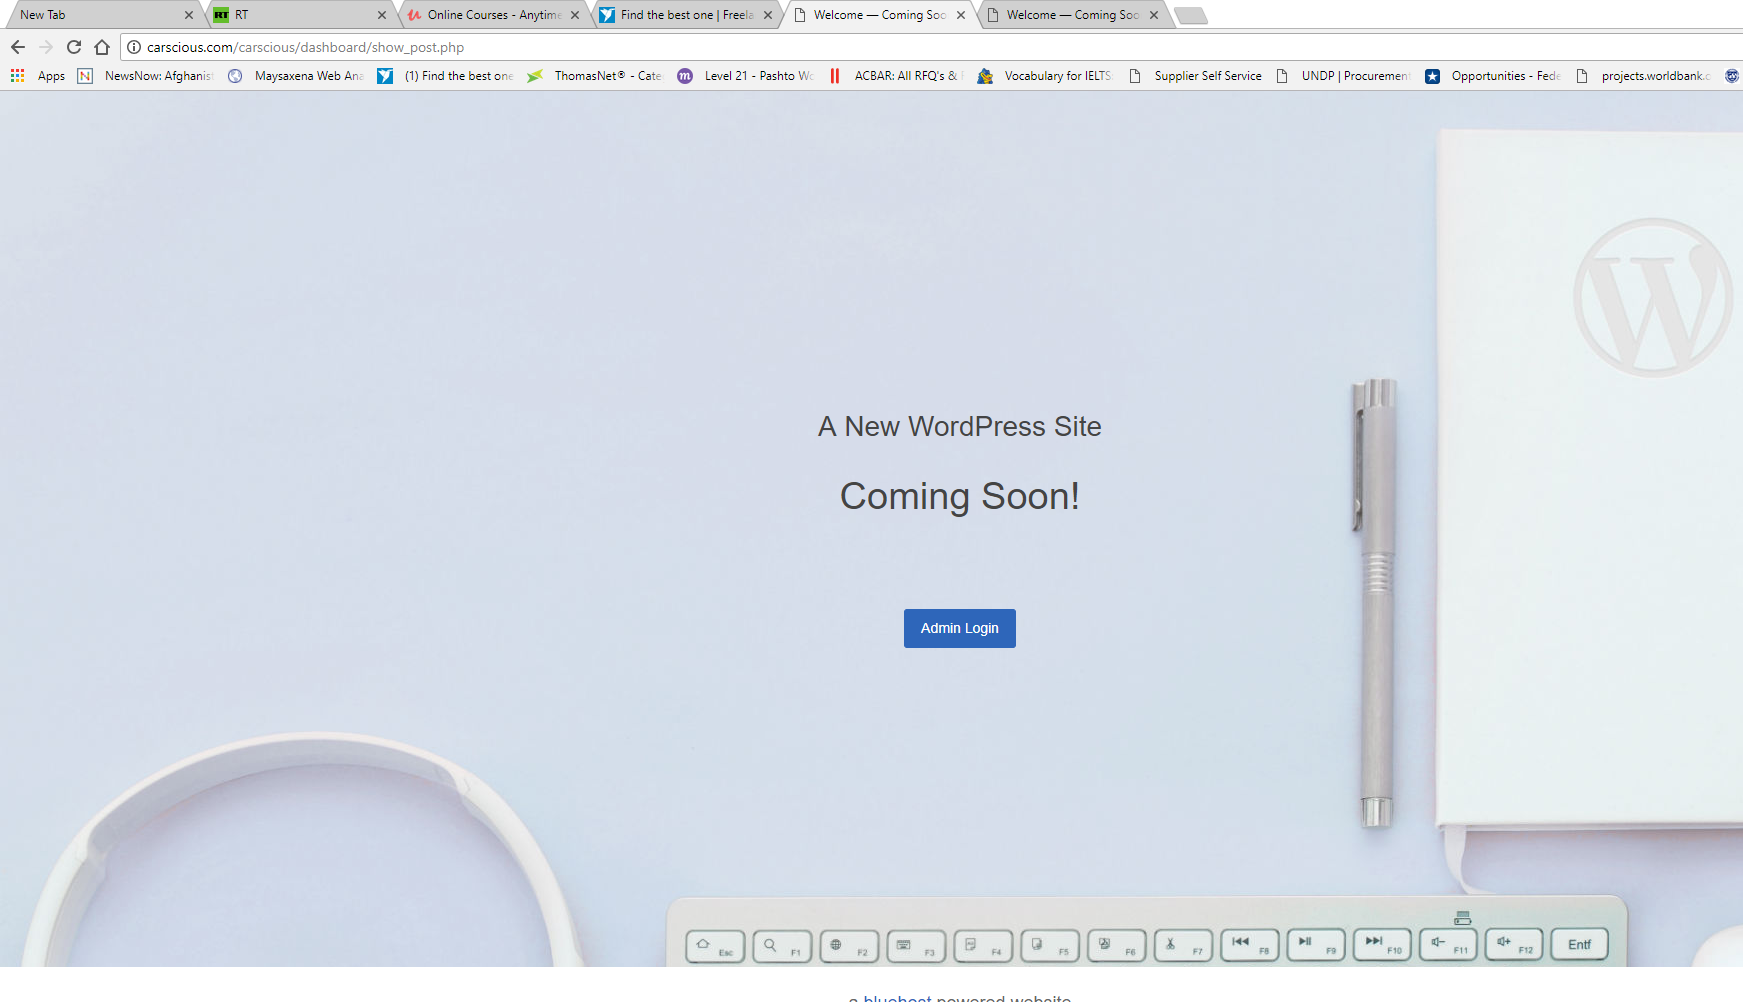 New Tab
RT RT
Online Courses - Anytime
Find the best one | Freela
Welcome — Coming Soo
Welcome — Coming Soo
carscious.com/carscious/dashboard/show_post.php
Apps
N NewsNow: Afghanist
Maysaxena Web Ana
(1) Find the best one
ThomasNet® - Cate
m Level 21 - Pashto Wo
ACBAR: All RFQ's &
Vocabulary for IELTS
Supplier Self Service
UNDP | Procurement
Opportunities - Fede
projects.worldbank.o
A New WordPress Site
Coming Soon!
Admin Login
W
Esc F1 F2 F3 F4 F5 F6 F7 F8 F9 F10 F11 F12 Entf
a bluehost powered website